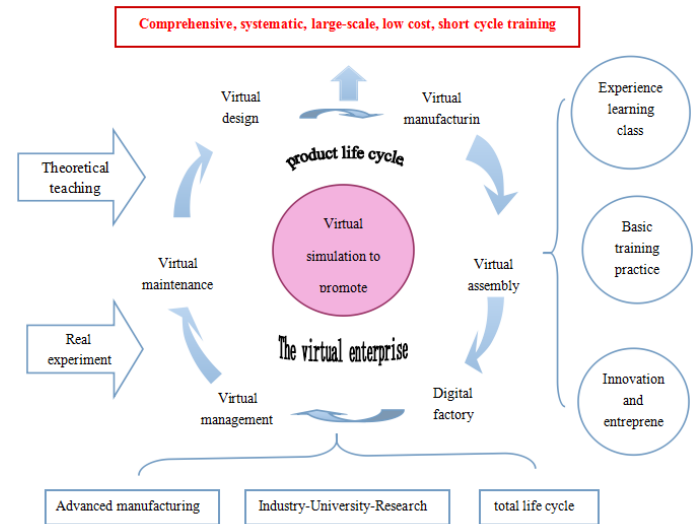 Comprehensive, systematic, large-scale, low cost, short cycle training
Virtual
design
Virtual
manufacturin
Experience
learning
class
product life cycle
Theoretical
teaching
Virtual
simulation to
promote
Basic
training
practice
Virtual
maintenance
Virtual
assembly
Real
experiment
The virtual enterprise
Innovation
and
entreprene
Virtual
management
Digital
factory
Advanced manufacturing
Industry-University-Research
total life cycle